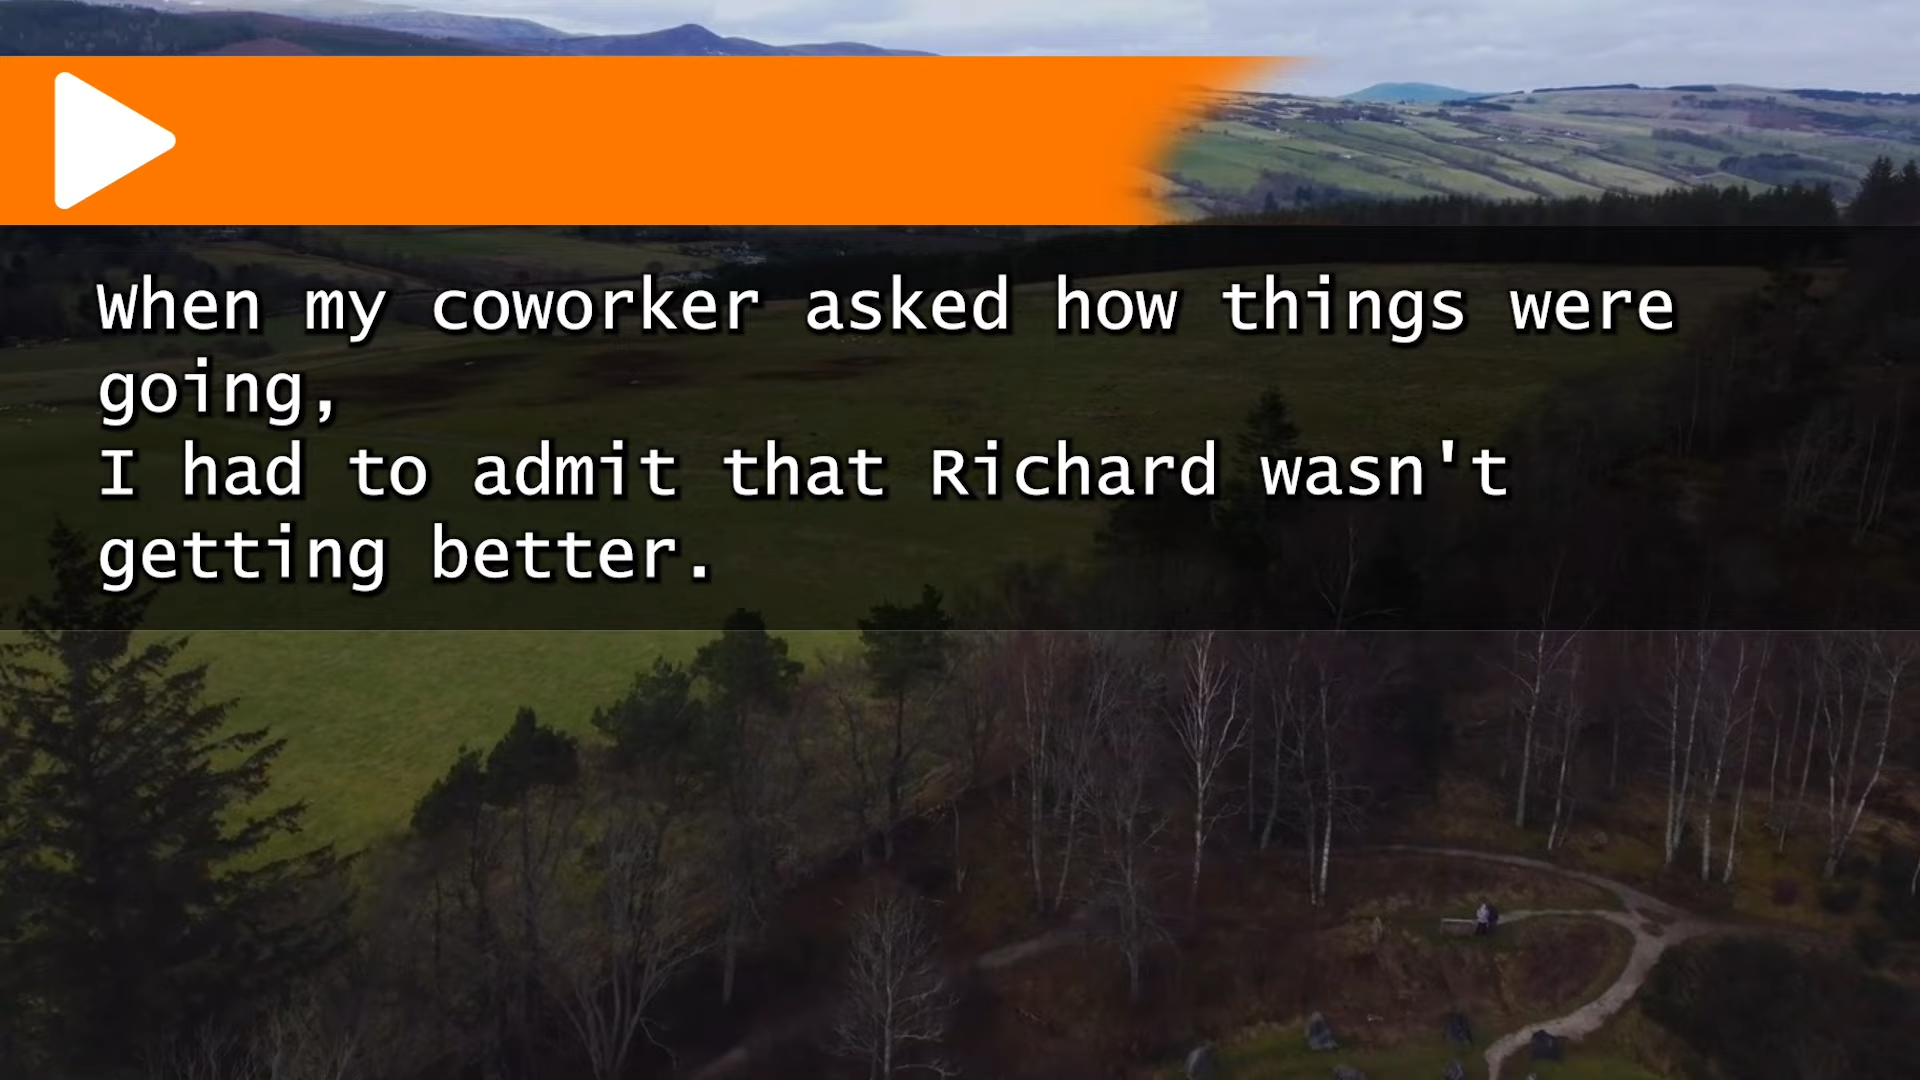 When my coworker asked how things were
going,
I had to admit that Richard wasn't
getting better.